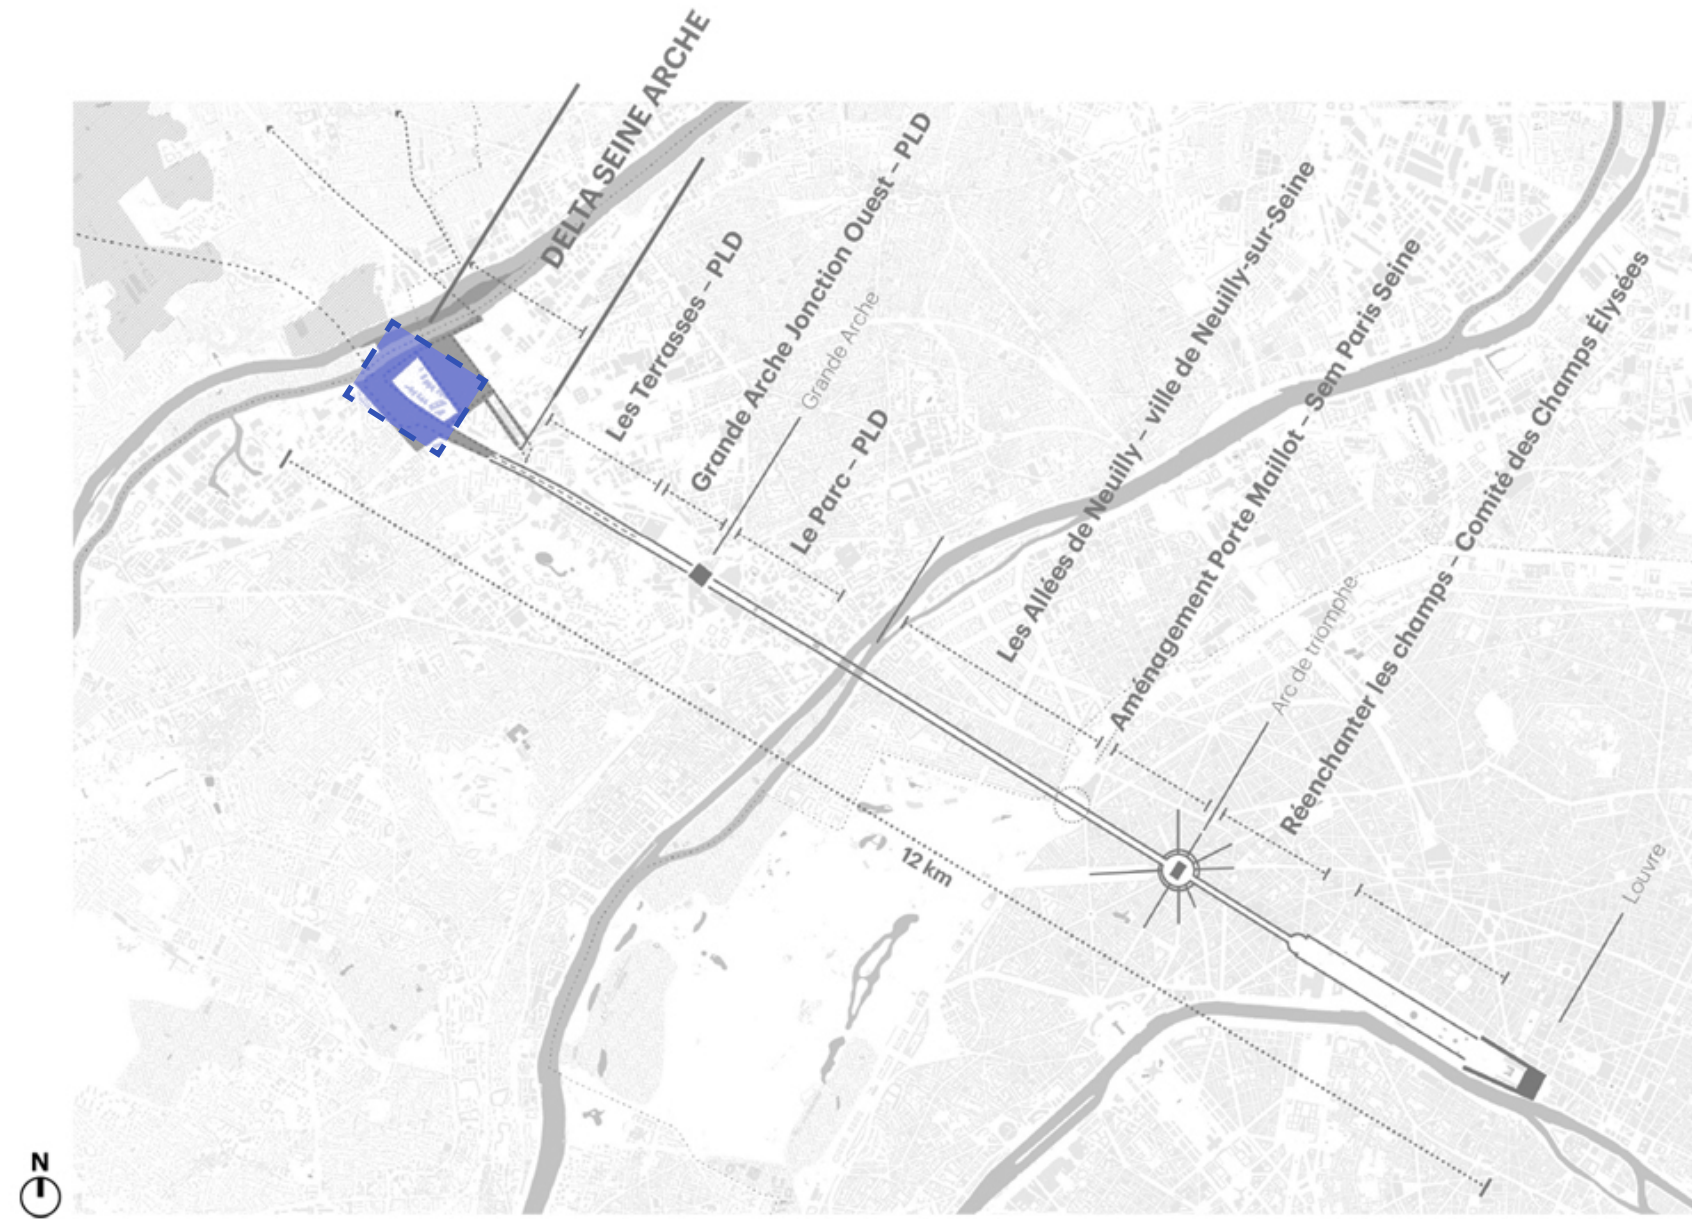 DELTA SEINE ARCHE
Les Terrasses – PLD
Grande Arche Jonction Ouest – PLD
Grande Arche
Le Parc – PLD
Les Allées de Neuilly – ville de Neuilly-sur-Seine
Aménagement Porte Maillot – Sem Paris Seine
Arc de triomphe
Réenchanter les champs – Comité des Champs Élysées
Louvre
12 km
N